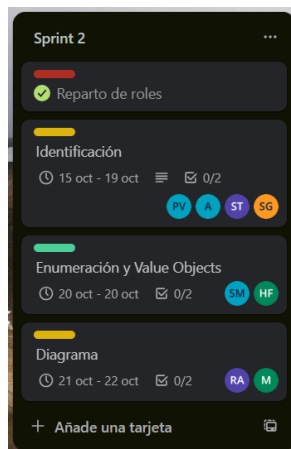 Sprint 2
Reparto de roles
Identificación
15 oct - 19 oct 0/2
PV A ST SG
Enumeración y Value Objects
20 oct - 20 oct 0/2 SM HF
Diagrama
21 oct - 22 oct 0/2 RA M
+ Añade una tarjeta